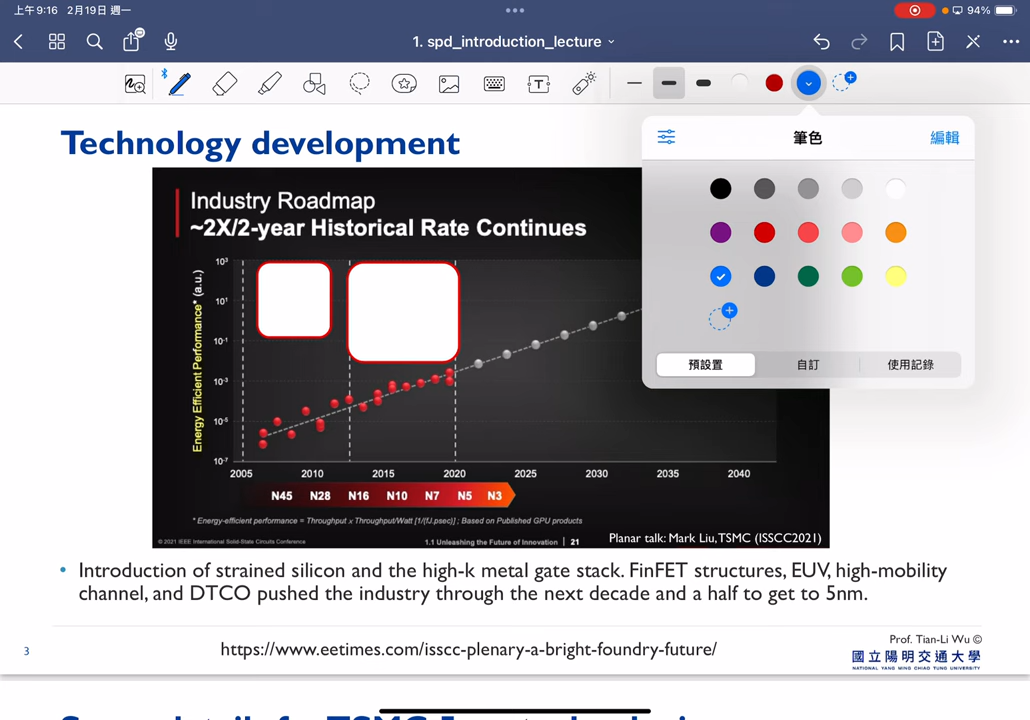 上午9:16 2月19日 週一
94%
1. spd_introduction_lecture
T
筆色
編輯
預設置
自訂
使用記錄
Technology development
Industry Roadmap
~2X/2-year Historical Rate Continues
Energy Efficient Performance* (a.u.)
10³
10¹
10⁻¹
10⁻³
10⁻⁵
10⁻⁷
2005 2010 2015 2020 2025 2030 2035 2040
N45 N28 N16 N10 N7 N5 N3
* Energy-efficient performance = Throughput x Throughput/Watt [1/(fJ.psec)] ; Based on Published GPU products
© 2021 IEEE International Solid-State Circuits Conference
1.1 Unleashing the Future of Innovation | 21
Planar talk: Mark Liu, TSMC (ISSCC2021)
• Introduction of strained silicon and the high-k metal gate stack. FinFET structures, EUV, high-mobility
channel, and DTCO pushed the industry through the next decade and a half to get to 5nm.
3
https://www.eetimes.com/isscc-plenary-a-bright-foundry-future/
Prof. Tian-Li Wu ©
國立陽明交通大學
NATIONAL YANG MING CHIAO TUNG UNIVERSITY